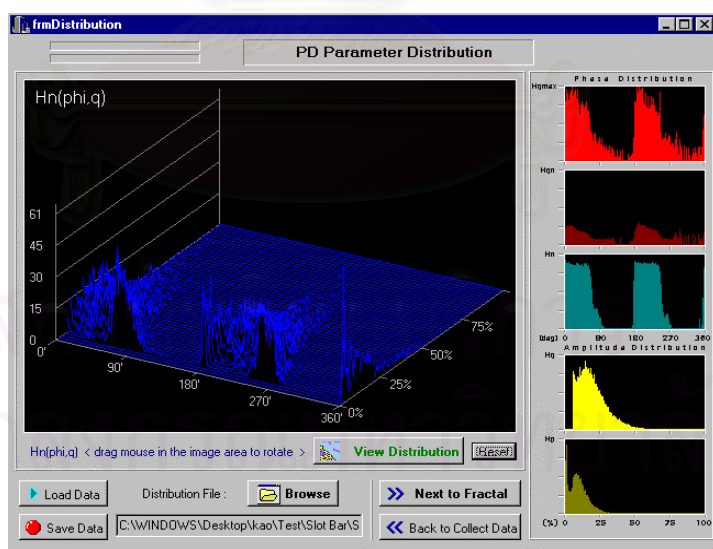 frmDistribution
PD Parameter Distribution
Hn(phi,q)
61
45
30
15
0
0'
90'
180'
270'
360'
0%
25%
50%
75%
Hn(phi,q) < drag mouse in the image area to rotate >
View Distribution
Reset
Load Data
Distribution File :
Browse
Next to Fractal
Save Data
C:\WINDOWS\Desktop\kao\Test\Slot Bar\S
Back to Collect Data
Phase Distribution
Hqmax
Hqn
Hn
(deg) 0 90 180 270 360
Amplitude Distribution
Hq
Hp
(%) 0 25 50 75 100